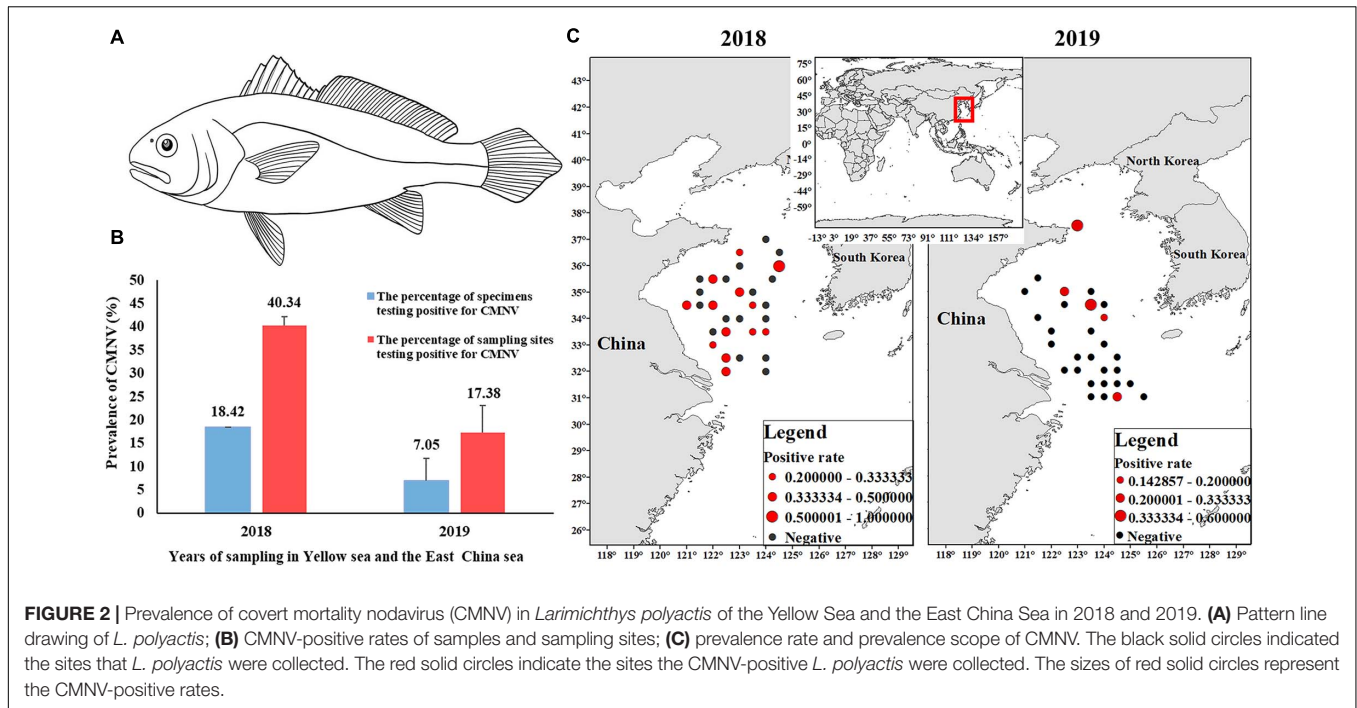 A
B
50
45
40
35
30
25
20
15
10
5
0
Prevalence of CMNV (%)
18.42
40.34
7.05
17.38
The percentage of specimens
testing positive for CMNV
The percentage of sampling sites
testing positive for CMNV
2018
2019
Years of sampling in Yellow sea and the East China sea
C
2018
43°
42°
41°
40°
39°
38°
37°
36°
35°
34°
33°
32°
31°
30°
29°
28°
27°
26°
118° 119° 120° 121° 122° 123° 124° 125° 126° 127° 128° 129°
China
South Korea
Legend
Positive rate
0.200000 - 0.333333
0.333334 - 0.500000
0.500001 - 1.000000
Negative
75°
60°
45°
30°
15°
0°
-14°
-29°
-44°
-59°
-13° 3° 19° 37° 55° 73° 91° 111° 134° 157°
2019
North Korea
South Korea
China
Legend
Positive rate
0.142857 - 0.200000
0.200001 - 0.333333
0.333334 - 0.600000
Negative
118° 119° 120° 121° 122° 123° 124° 125° 126° 127° 128° 129°
FIGURE 2 | Prevalence of covert mortality nodavirus (CMNV) in Larimichthys polyactis of the Yellow Sea and the East China Sea in 2018 and 2019. (A) Pattern line
drawing of L. polyactis; (B) CMNV-positive rates of samples and sampling sites; (C) prevalence rate and prevalence scope of CMNV. The black solid circles indicated
the sites that L. polyactis were collected. The red solid circles indicate the sites the CMNV-positive L. polyactis were collected. The sizes of red solid circles represent
the CMNV-positive rates.